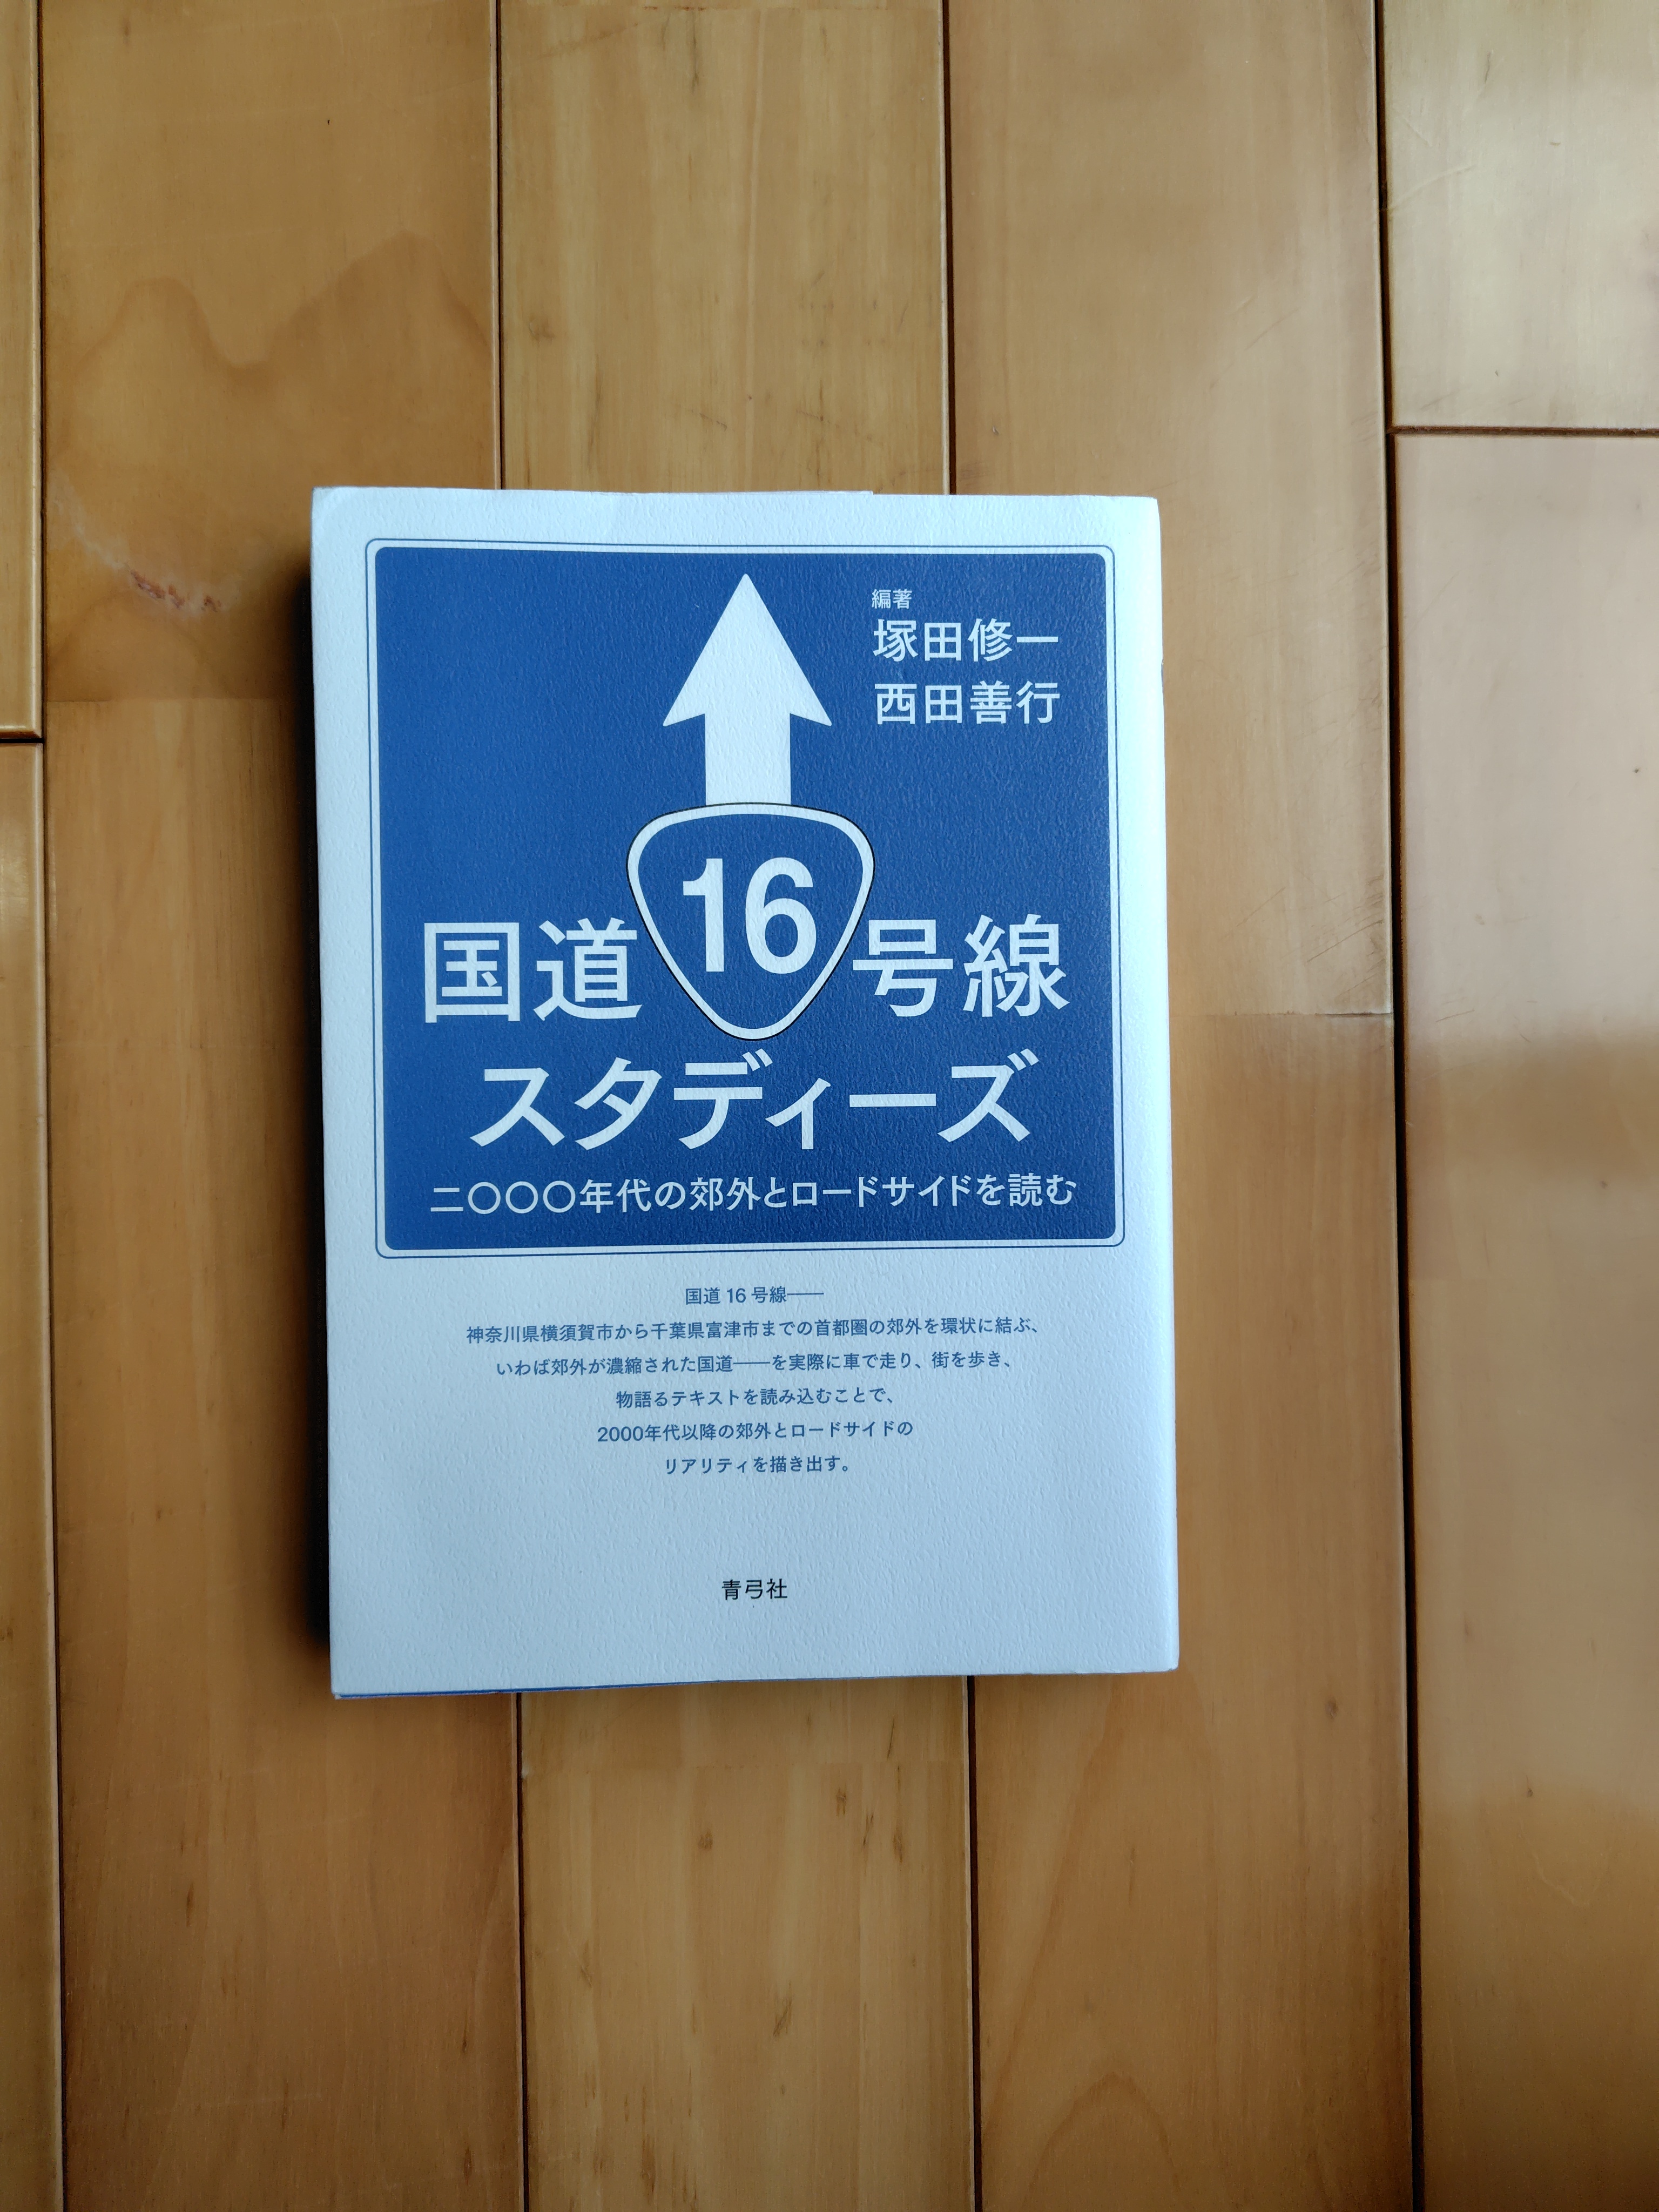 編著
塚田修一
西田善行
国道16号線
スタディーズ
二〇〇〇年代の郊外とロードサイドを読む
国道 16 号線——
神奈川県横須賀市から千葉県富津市までの首都圏の郊外を環状に結ぶ、
いわば郊外が濃縮された国道——を実際に車で走り、街を歩き、
物語るテキストを読み込むことで、
2000年代以降の郊外とロードサイドの
リアリティを描き出す。
青弓社